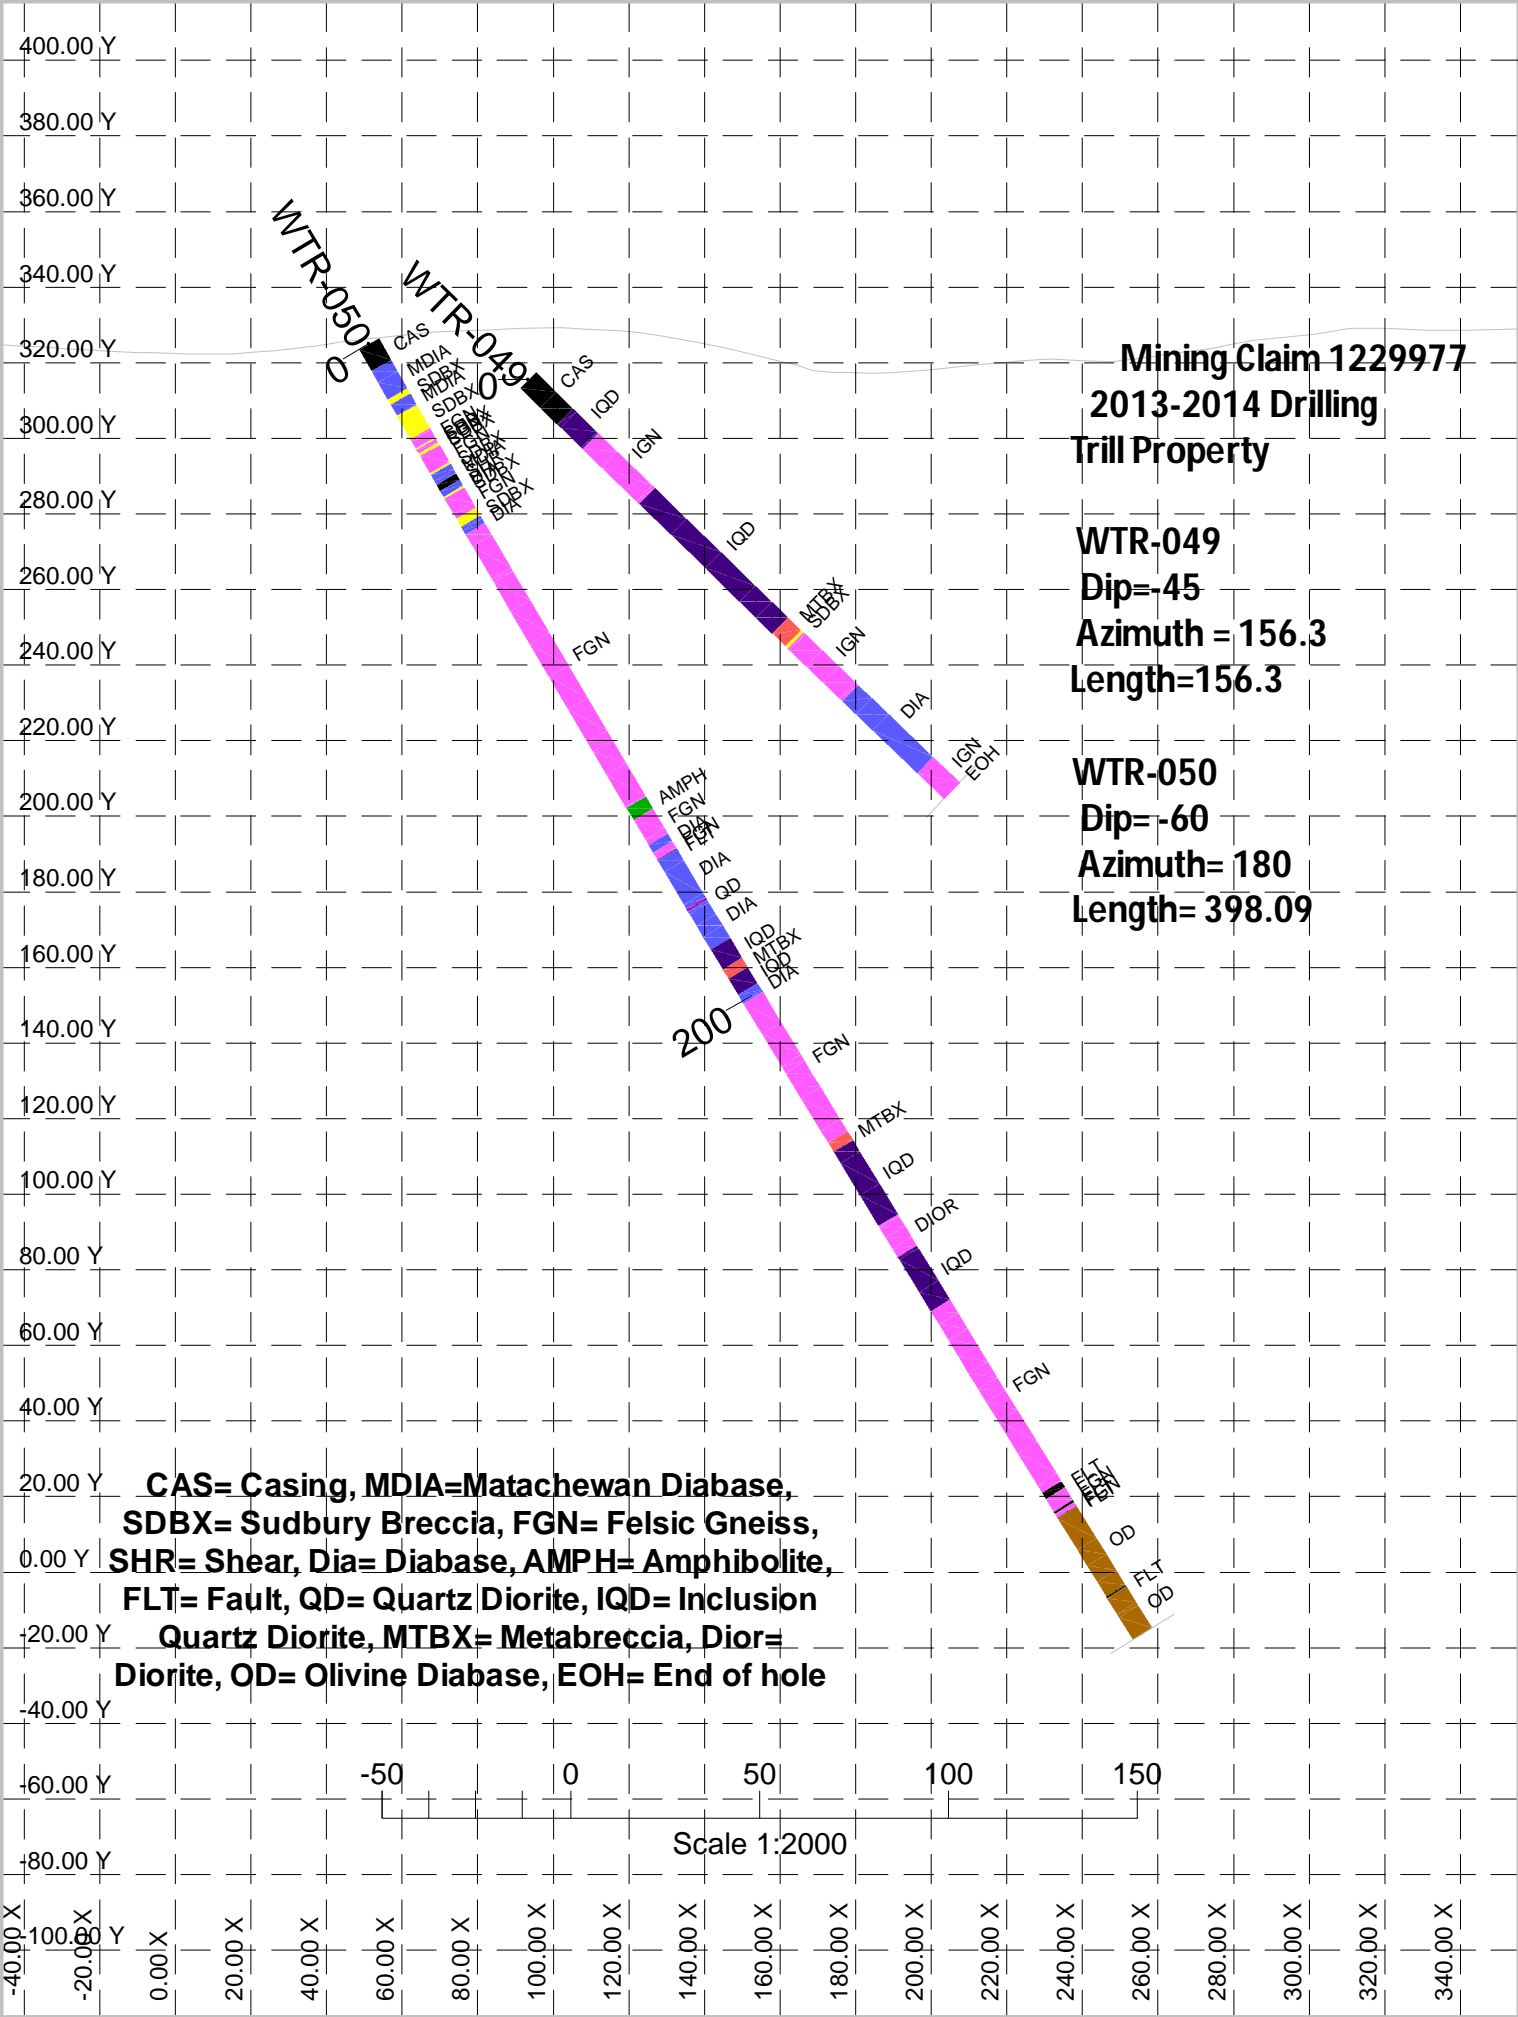 400.00 Y
380.00 Y
360.00 Y
340.00 Y
320.00 Y
300.00 Y
280.00 Y
260.00 Y
240.00 Y
220.00 Y
200.00 Y
180.00 Y
160.00 Y
140.00 Y
120.00 Y
100.00 Y
80.00 Y
60.00 Y
40.00 Y
20.00 Y
0.00 Y
-20.00 Y
-40.00 Y
-60.00 Y
-80.00 Y
-100.00 Y
WTR-050
0
CAS
MDIA
SDBX
MDIA
SDBX
FGN
SDBX
DIA
FGN
AMPH
FGN
DIA
FGN
FLT
DIA
QD
DIA
IQD
MTBX
IQD
DIA
200
FGN
MTBX
IQD
DIOR
IQD
FGN
FLT
FGN
FGN
OD
FLT
OD
WTR-049
0
CAS
IQD
IGN
IQD
MTBX
SDBX
IGN
DIA
IGN
EOH
Mining Claim 1229977
2013-2014 Drilling
Trill Property
WTR-049
Dip=-45
Azimuth = 156.3
Length=156.3
WTR-050
Dip= -60
Azimuth= 180
Length= 398.09
CAS= Casing, MDIA=Matachewan Diabase,
SDBX= Sudbury Breccia, FGN= Felsic Gneiss,
SHR= Shear, Dia= Diabase, AMPH= Amphibolite,
FLT= Fault, QD= Quartz Diorite, IQD= Inclusion
Quartz Diorite, MTBX= Metabreccia, Dior=
Diorite, OD= Olivine Diabase, EOH= End of hole
-50 0 50 100 150
Scale 1:2000
-40.00 X
-20.00 X
0.00 X
20.00 X
40.00 X
60.00 X
80.00 X
100.00 X
120.00 X
140.00 X
160.00 X
180.00 X
200.00 X
220.00 X
240.00 X
260.00 X
280.00 X
300.00 X
320.00 X
340.00 X